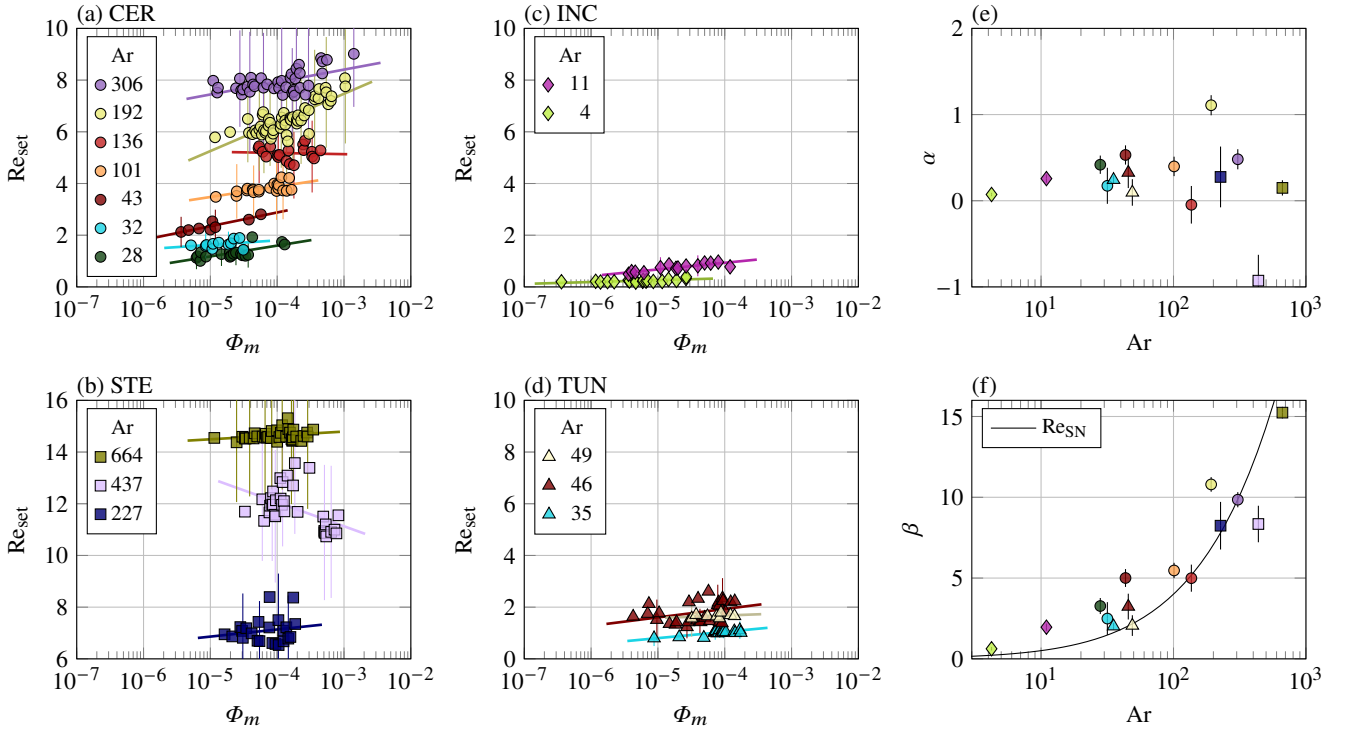 (a) CER
10
8
6
4
2
0
Re_set
Ar
306
192
136
101
43
32
28
10^−7 10^−6 10^−5 10^−4 10^−3 10^−2
Φ_m
(c) INC
10
8
6
4
2
0
Re_set
Ar
11
4
10^−7 10^−6 10^−5 10^−4 10^−3 10^−2
Φ_m
(e)
2
1
0
−1
α
10^1 10^2 10^3
Ar
(b) STE
16
14
12
10
8
6
Re_set
Ar
664
437
227
10^−7 10^−6 10^−5 10^−4 10^−3 10^−2
Φ_m
(d) TUN
10
8
6
4
2
0
Re_set
Ar
49
46
35
10^−7 10^−6 10^−5 10^−4 10^−3 10^−2
Φ_m
(f)
15
10
5
0
β
Re_SN
10^1 10^2 10^3
Ar